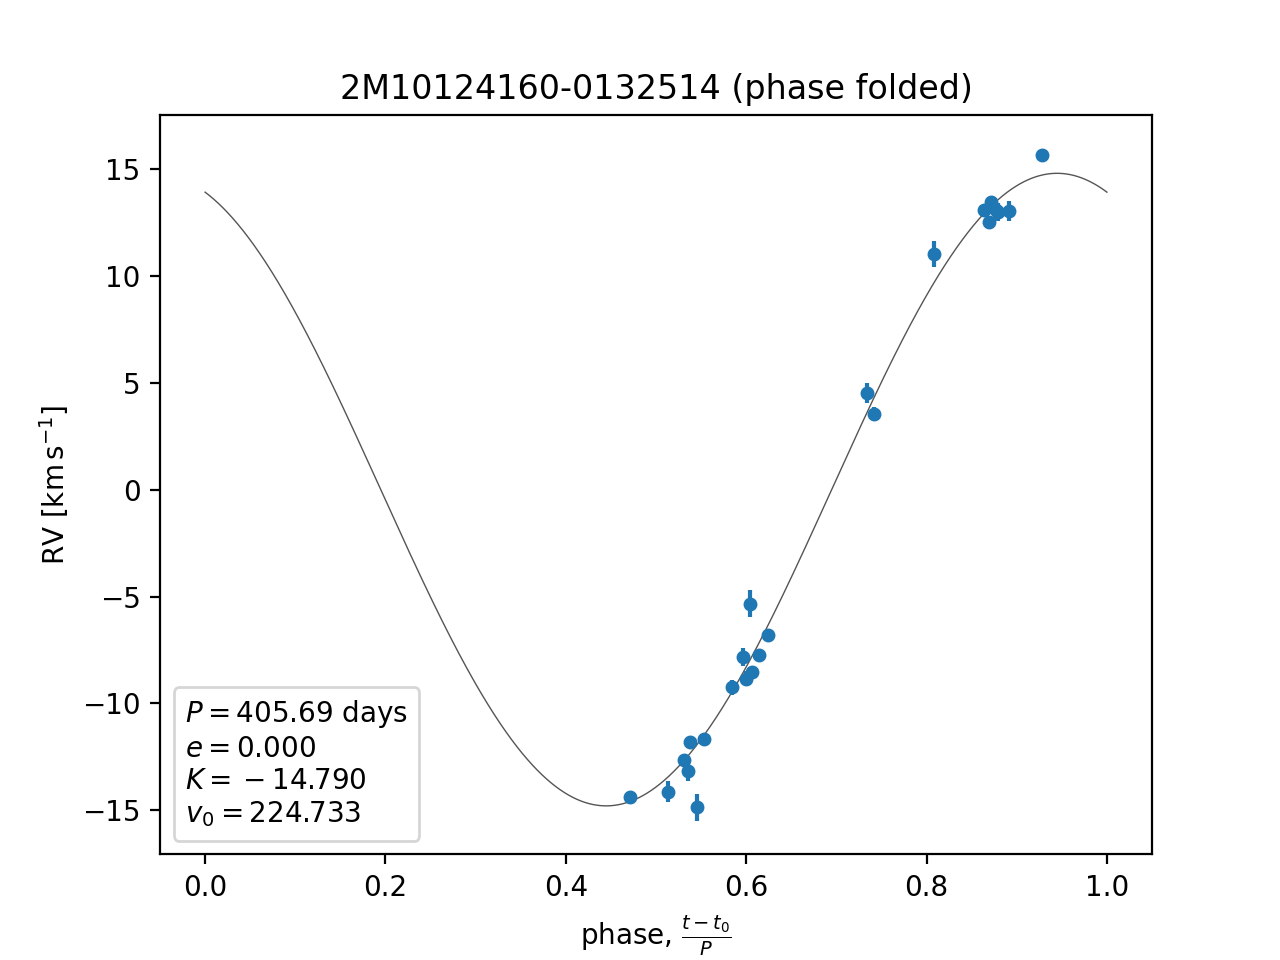 2M10124160-0132514 (phase folded)
15
10
5
0
−5
−10
−15
RV [km s⁻¹]
P = 405.69 days
e = 0.000
K = −14.790
v₀ = 224.733
0.0 0.2 0.4 0.6 0.8 1.0
phase, (t − t₀)/P